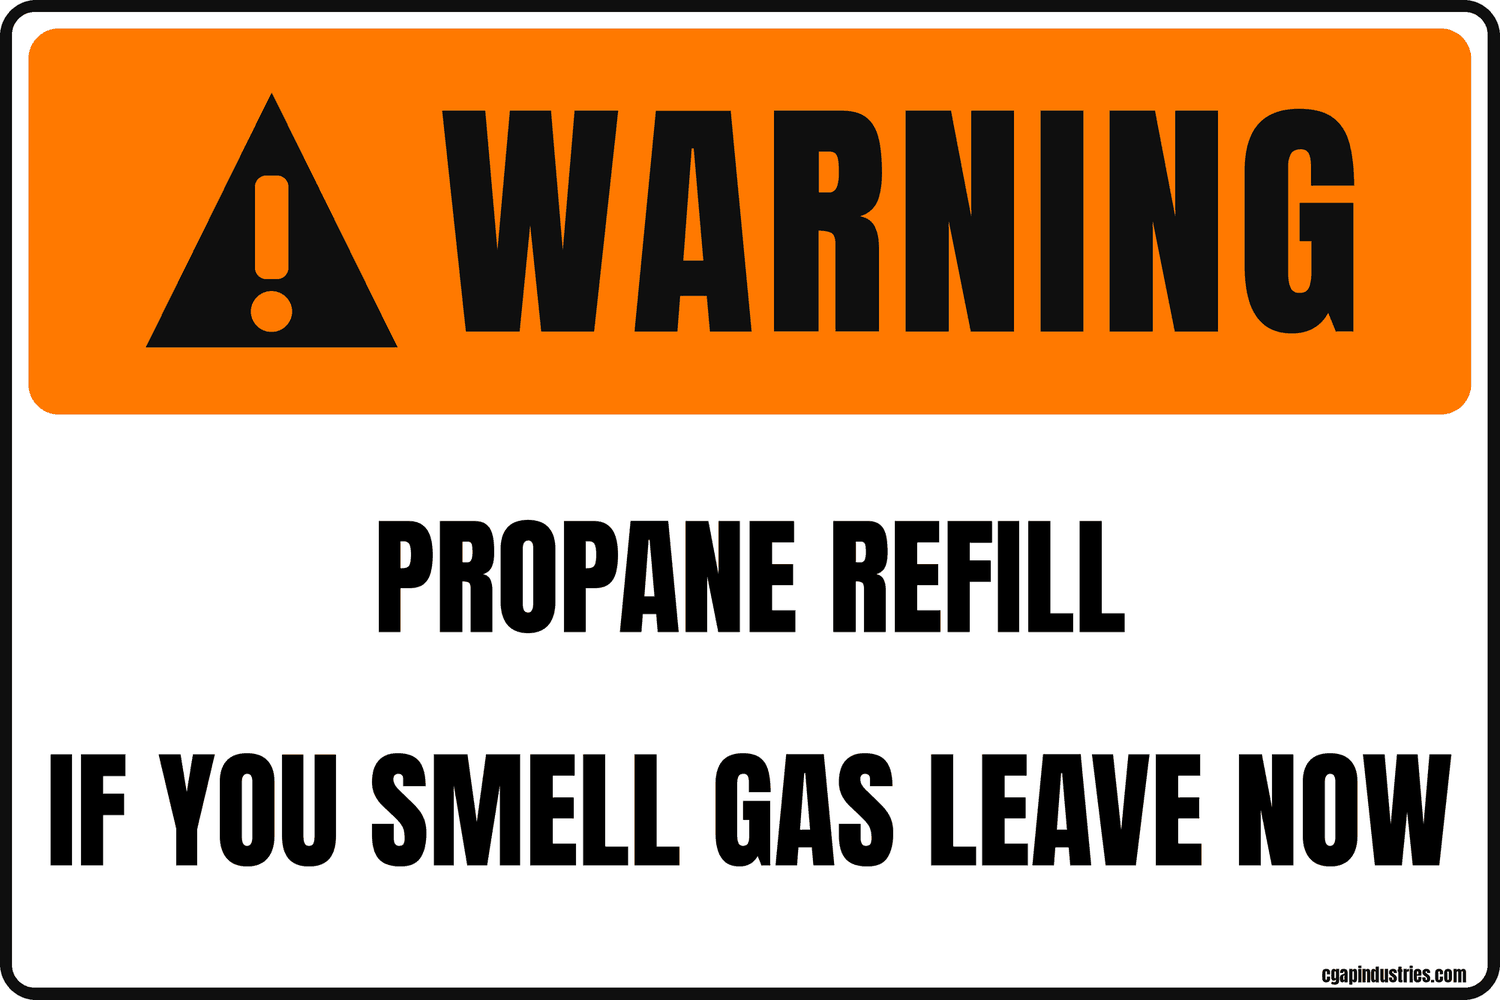 WARNING
PROPANE REFILL
IF YOU SMELL GAS LEAVE NOW
cgapindustries.com